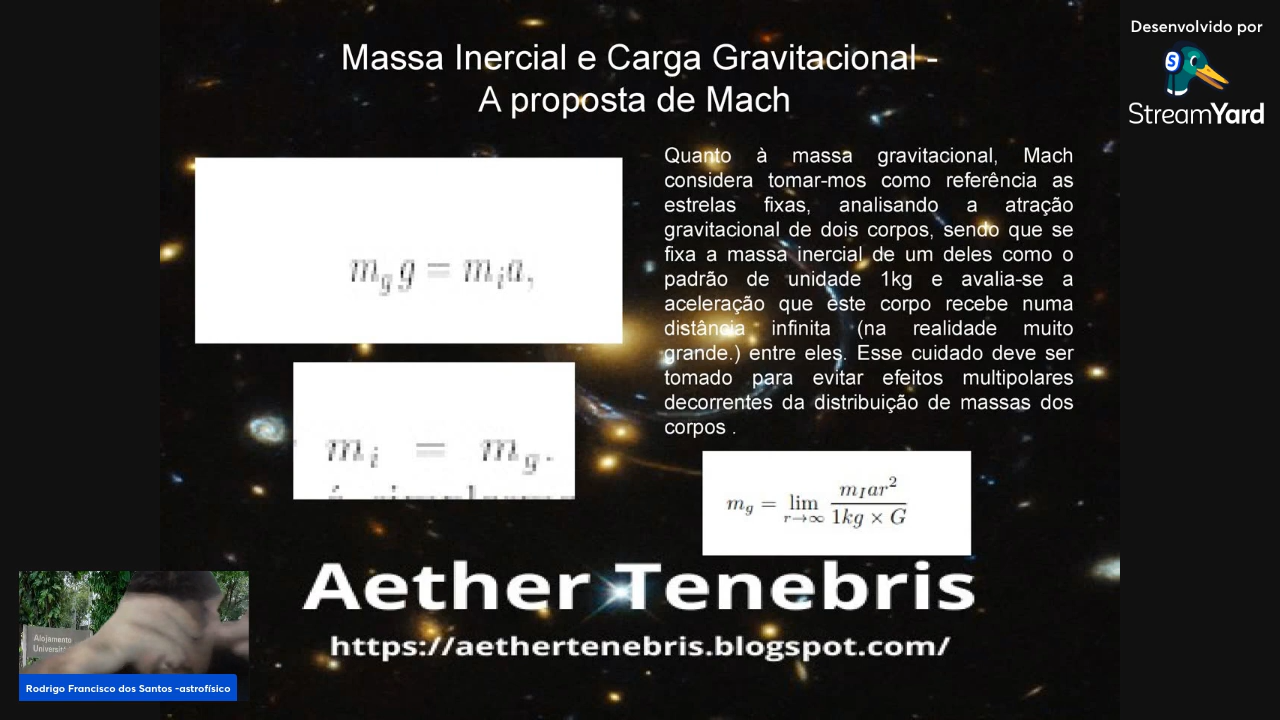 Desenvolvido por
StreamYard
Massa Inercial e Carga Gravitacional -
A proposta de Mach
Quanto à massa gravitacional, Mach
considera tomar-mos como referência as
estrelas fixas, analisando a atração
gravitacional de dois corpos, sendo que se
fixa a massa inercial de um deles como o
padrão de unidade 1kg e avalia-se a
aceleração que este corpo recebe numa
distância infinita (na realidade muito
grande.) entre eles. Esse cuidado deve ser
tomado para evitar efeitos multipolares
decorrentes da distribuição de massas dos
corpos .
m_g g = m_i a,
m_i = m_g.
m_g = lim_{r→∞} m_I ar² / 1kg × G
Aether Tenebris
https://aethertenebris.blogspot.com/
Alojamento
Rodrigo Francisco dos Santos -astrofísico